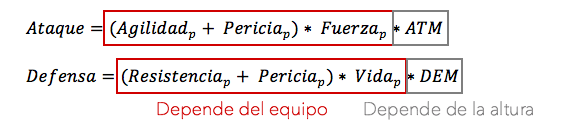 Ataque = (Agilidadₚ + Periciaₚ) * Fuerzaₚ * ATM
Defensa = (Resistenciaₚ + Periciaₚ) * Vidaₚ * DEM
Depende del equipo Depende de la altura